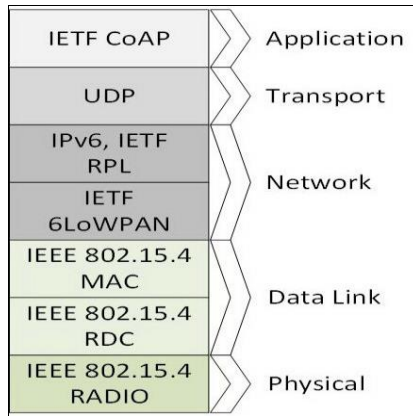 IETF CoAP
Application
UDP
Transport
IPv6, IETF
RPL
IETF
6LoWPAN
Network
IEEE 802.15.4
MAC
IEEE 802.15.4
RDC
Data Link
IEEE 802.15.4
RADIO
Physical